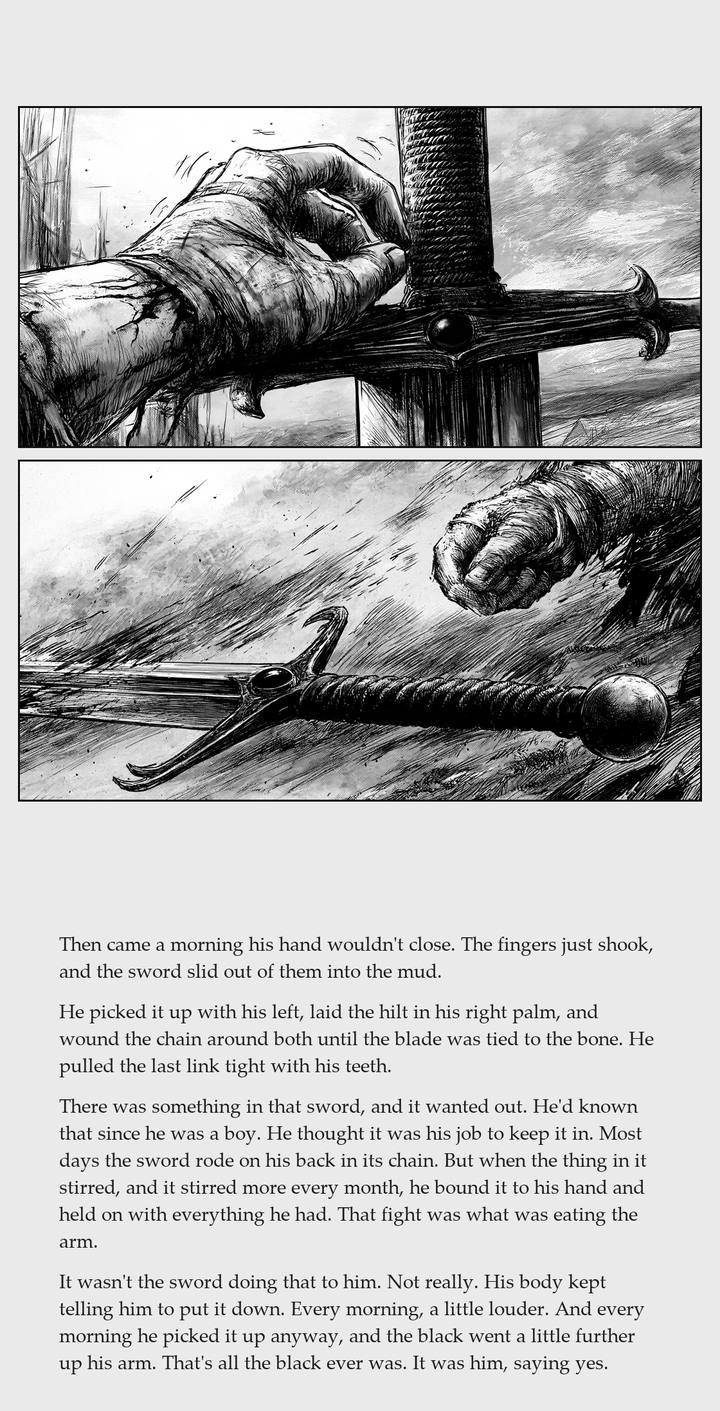 Then came a morning his hand wouldn't close. The fingers just shook,
and the sword slid out of them into the mud.
He picked it up with his left, laid the hilt in his right palm, and
wound the chain around both until the blade was tied to the bone. He
pulled the last link tight with his teeth.
There was something in that sword, and it wanted out. He'd known
that since he was a boy. He thought it was his job to keep it in. Most
days the sword rode on his back in its chain. But when the thing in it
stirred, and it stirred more every month, he bound it to his hand and
held on with everything he had. That fight was what was eating the
arm.
It wasn't the sword doing that to him. Not really. His body kept
telling him to put it down. Every morning, a little louder. And every
morning he picked it up anyway, and the black went a little further
up his arm. That's all the black ever was. It was him, saying yes.